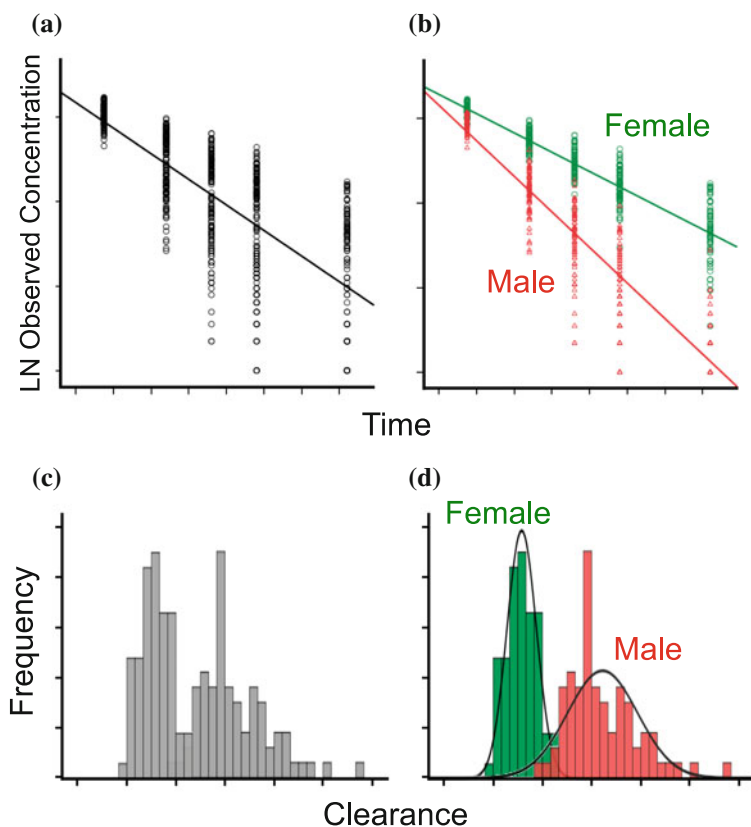 (a)
(b)
LN Observed Concentration
Female
Male
Time
(c)
(d)
Frequency
Female
Male
Clearance